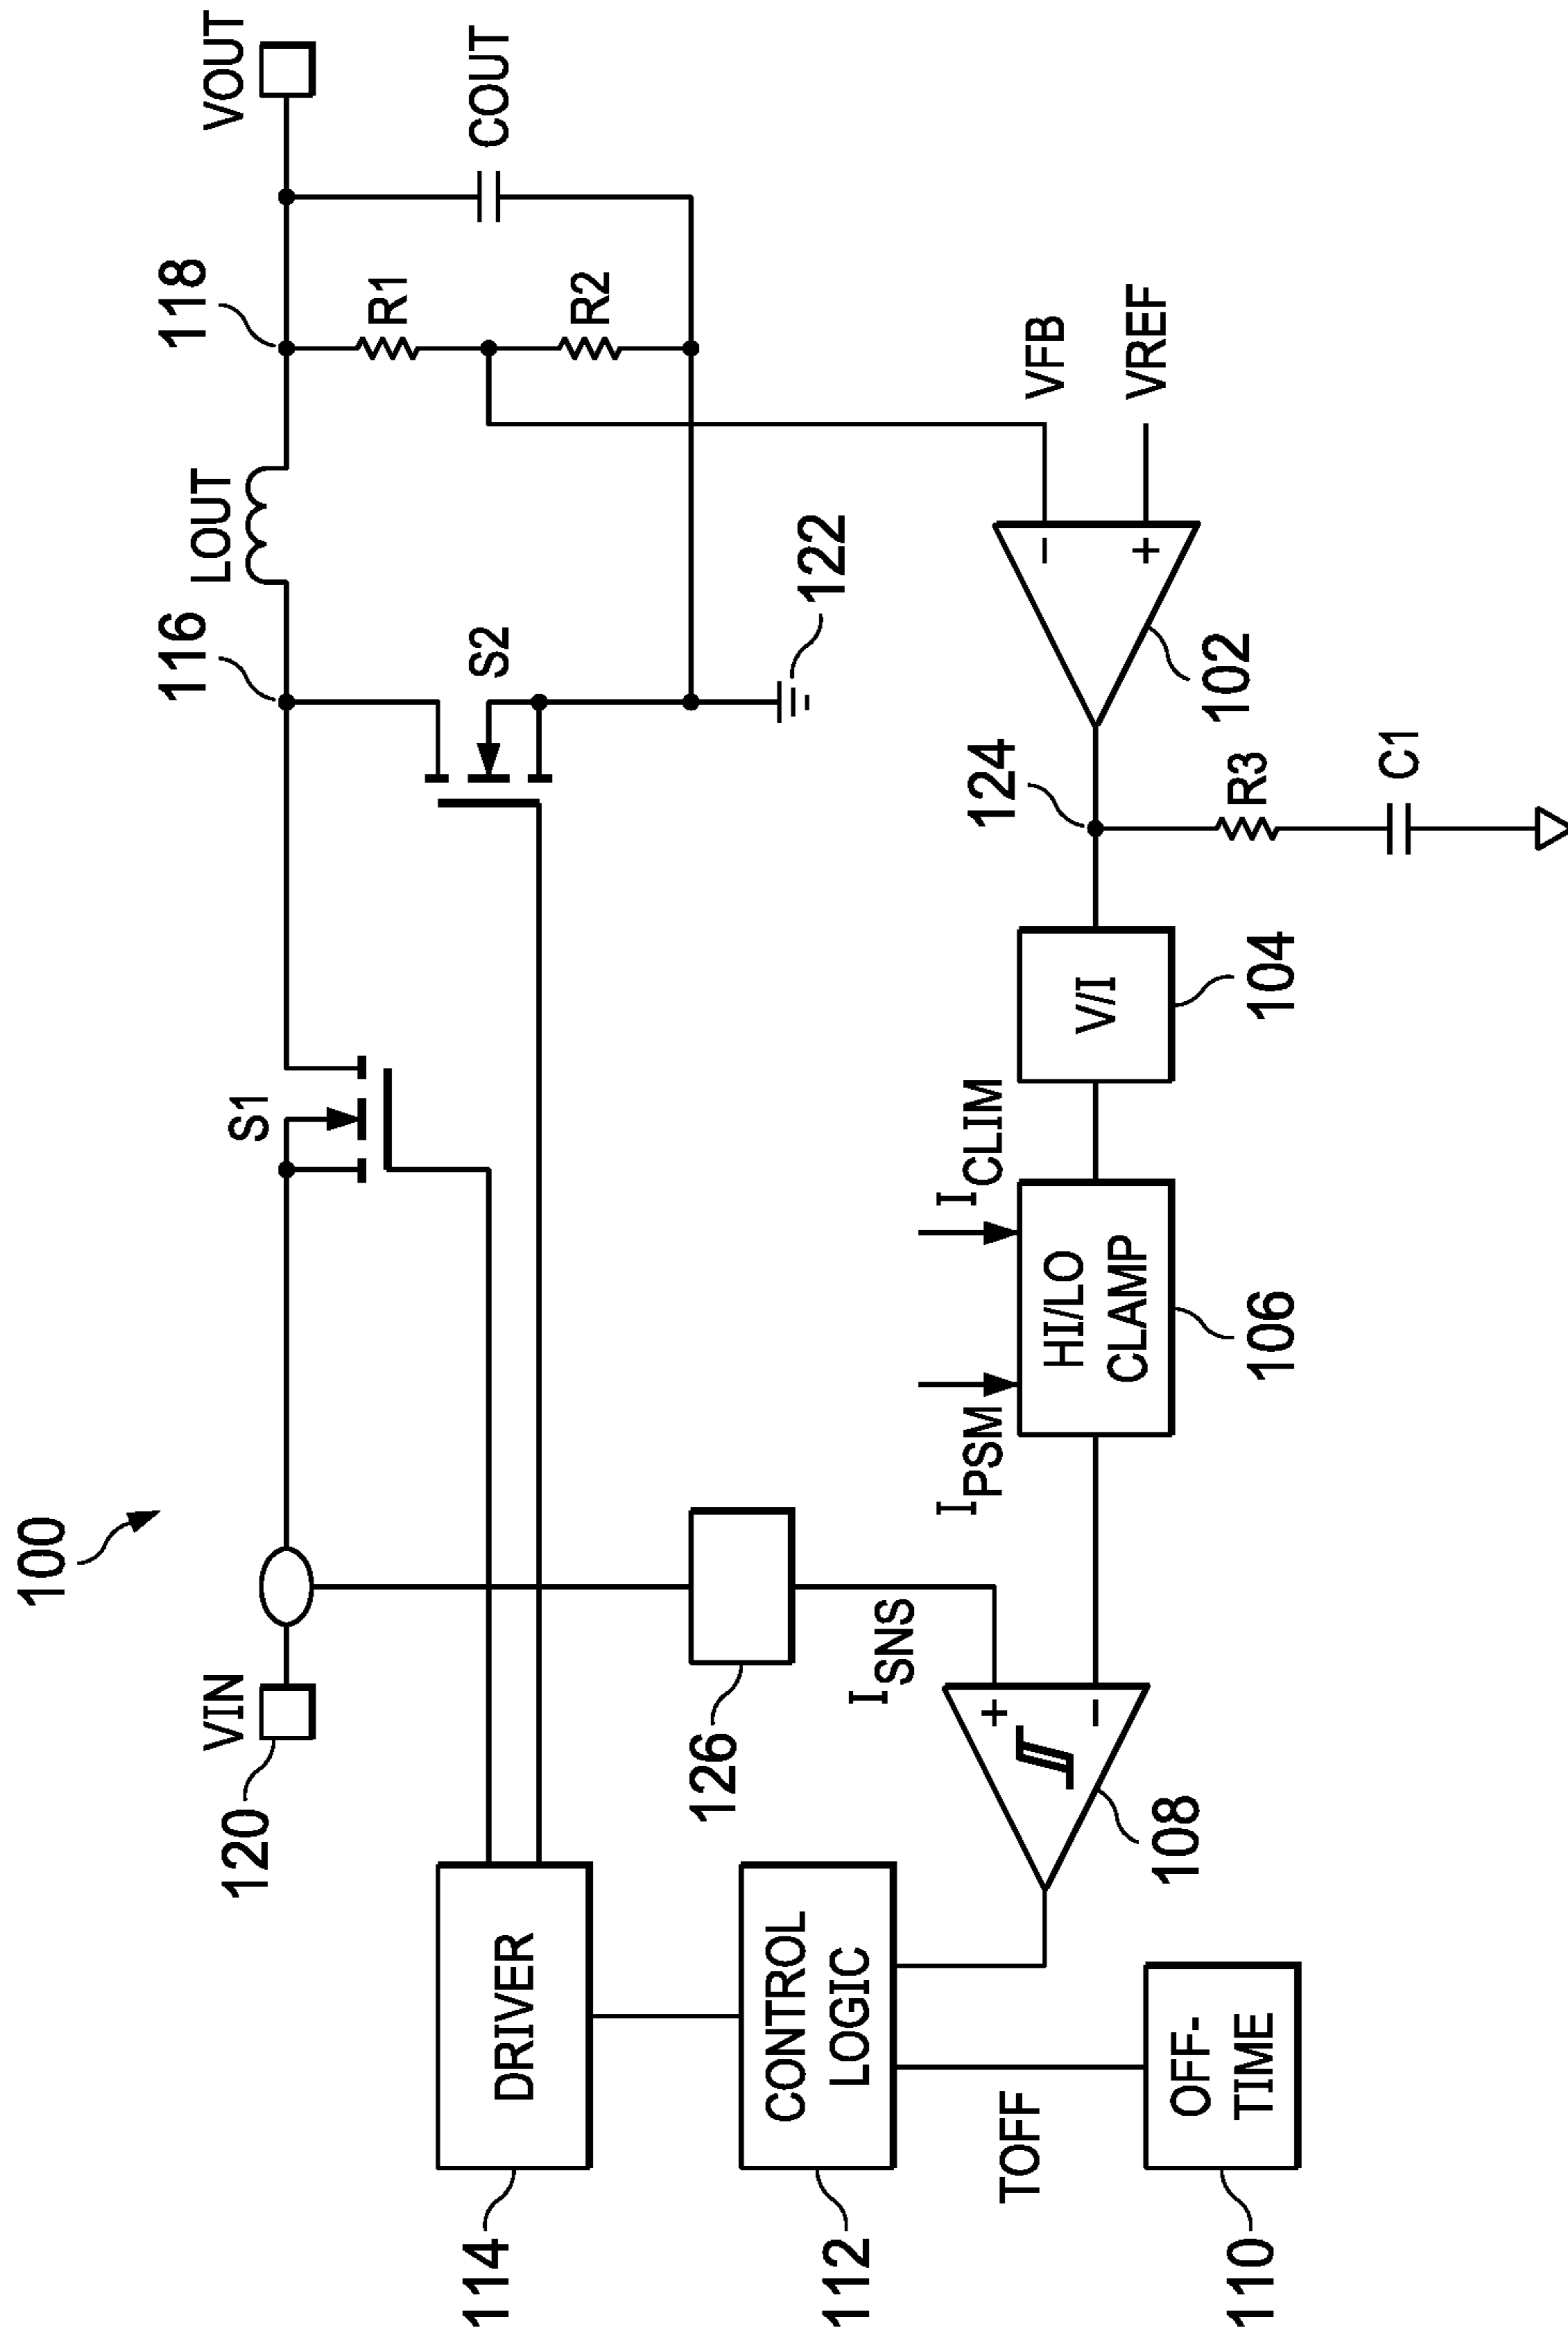 100
VIN
120
S1
116
LOUT
118
VOUT
S2
R1
R2
COUT
122
DRIVER
114
126
CONTROL
LOGIC
112
TOFF
OFF-
TIME
110
ISNS
+
−
108
IPSM
ICLIM
HI/LO
CLAMP
106
V/I
104
124
R3
C1
−
+
102
VFB
VREF